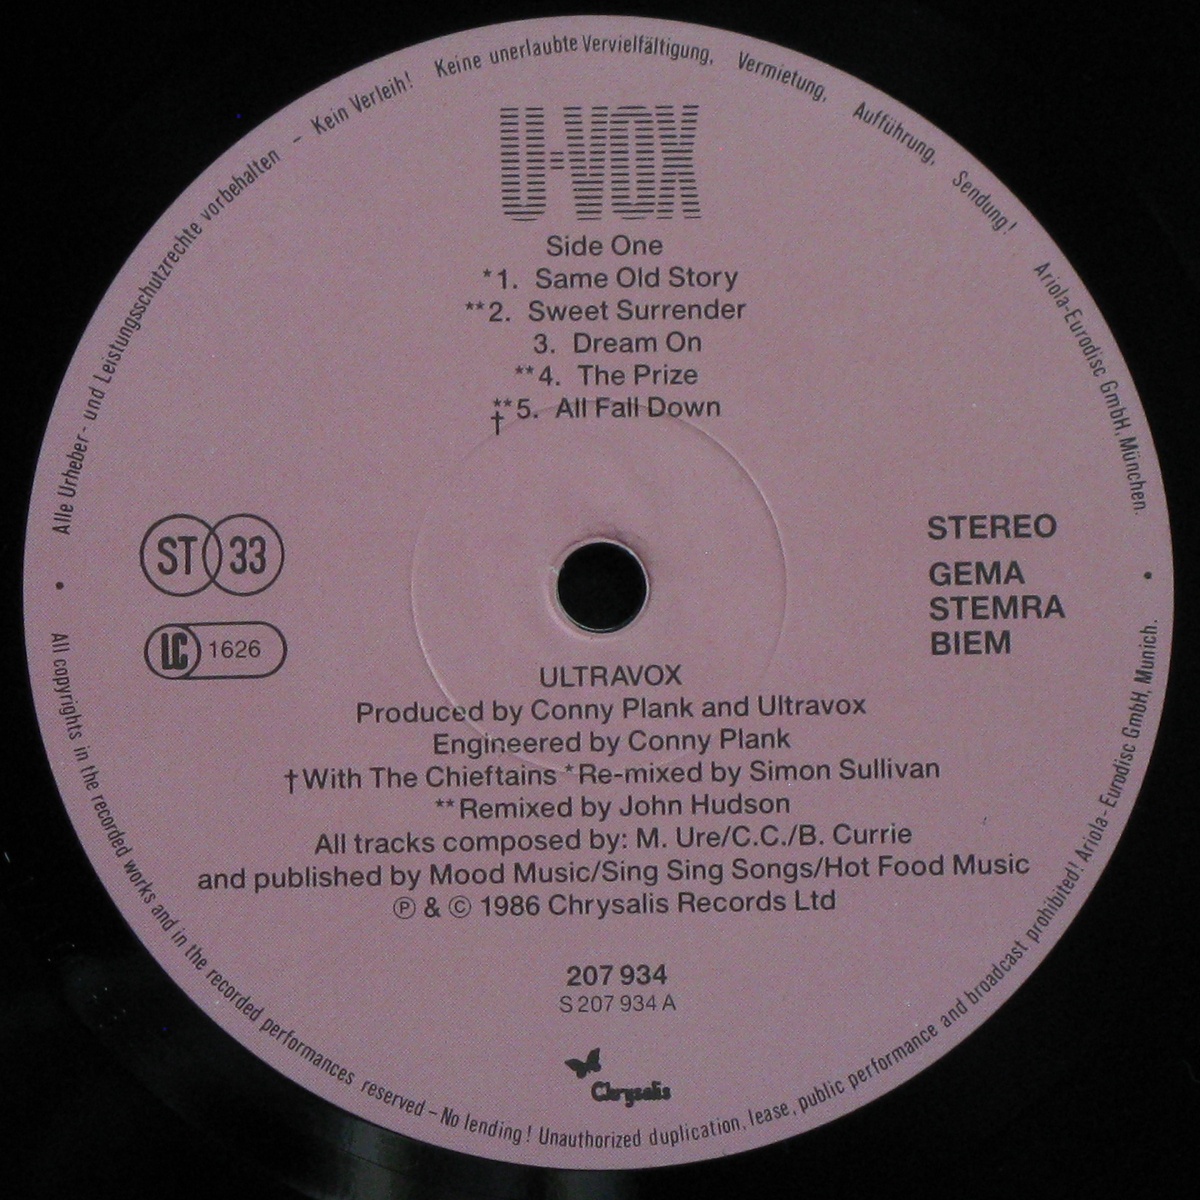 Alle Urheber- und Leistungsschutzrechte vorbehalten – Kein Verleih! Keine unerlaubte Vervielfältigung, Vermietung, Aufführung, Sendung! Ariola-Eurodisc GmbH, München.
U·VOX
Side One
*1. Same Old Story
**2. Sweet Surrender
3. Dream On
**4. The Prize
**†5. All Fall Down
ST 33
STEREO
GEMA
STEMRA
BIEM
LC 1626
ULTRAVOX
Produced by Conny Plank and Ultravox
Engineered by Conny Plank
†With The Chieftains *Re-mixed by Simon Sullivan
**Remixed by John Hudson
All tracks composed by: M. Ure/C.C./B. Currie
and published by Mood Music/Sing Sing Songs/Hot Food Music
℗ & © 1986 Chrysalis Records Ltd
207 934
S 207 934 A
Chrysalis
All copyrights in the recorded works and in the recorded performances reserved – No lending! Unauthorized duplication, lease, public performance and broadcast prohibited! Ariola-Eurodisc GmbH, Munich.